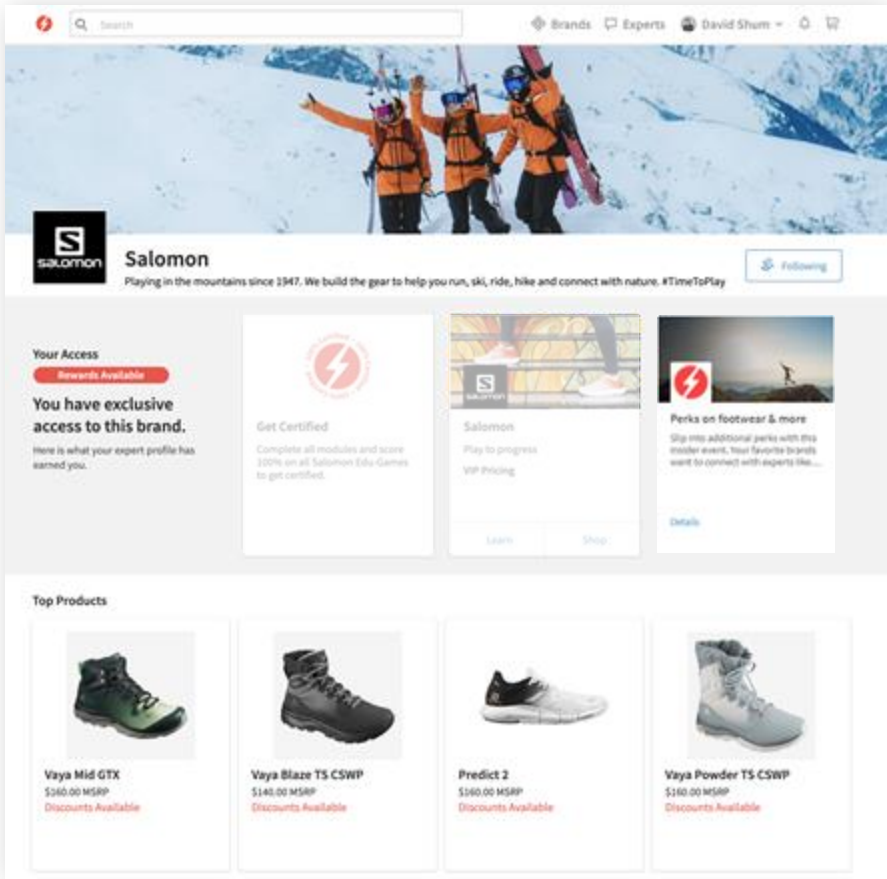 Search
Brands Experts David Shum
SALOMON
Salomon
Playing in the mountains since 1947. We build the gear to help you run, ski, ride, hike and connect with nature. #TimeToPlay
Following
Your Access
Rewards Available
You have exclusive
access to this brand.
Here is what your expert profile has
earned you.
Get Certified
Complete all modules and score
100% on all Salomon Edu-Games
to get certified.
SALOMON
Salomon
Play to progress
VIP Pricing
Learn Shop
Perks on footwear & more
Slip into additional perks with this
insider event. Your favorite brands
want to connect with experts like...
Details
Top Products
Vaya Mid GTX
$160.00 MSRP
Discounts Available
Vaya Blaze TS CSWP
$140.00 MSRP
Discounts Available
Predict 2
$160.00 MSRP
Discounts Available
Vaya Powder TS CSWP
$160.00 MSRP
Discounts Available